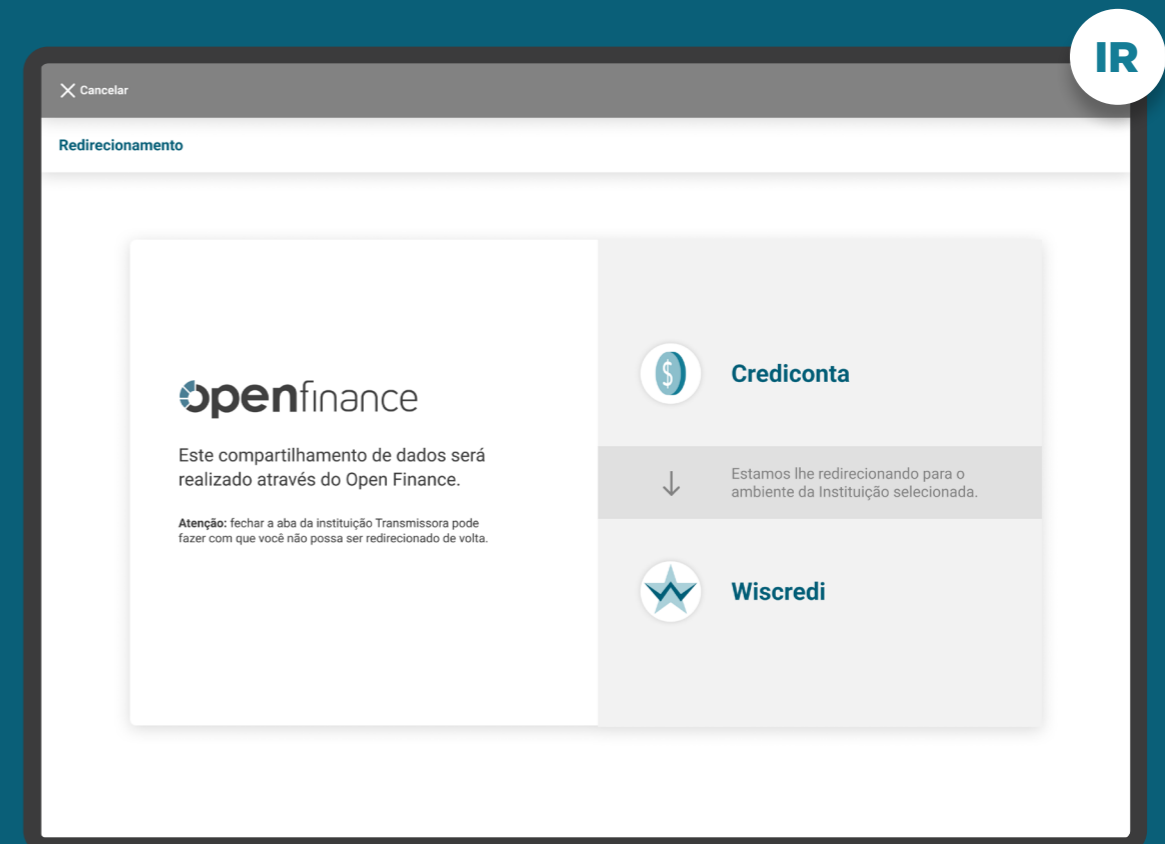 IR
Cancelar
Redirecionamento
openfinance
Este compartilhamento de dados será
realizado através do Open Finance.
Atenção: fechar a aba da instituição Transmissora pode
fazer com que você não possa ser redirecionado de volta.
$
Crediconta
Estamos lhe redirecionando para o
ambiente da Instituição selecionada.
Wiscredi